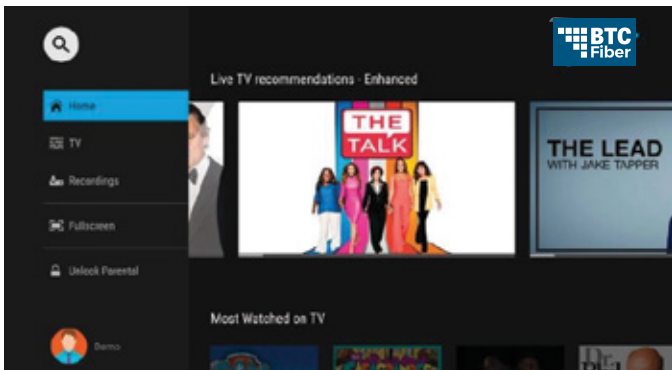 BTC
Fiber
Live TV recommendations - Enhanced
Home
TV
Recordings
Fullscreen
Unlock Parental
Demo
THE
TALK
THE LEAD
WITH JAKE TAPPER
Most Watched on TV
Dr.